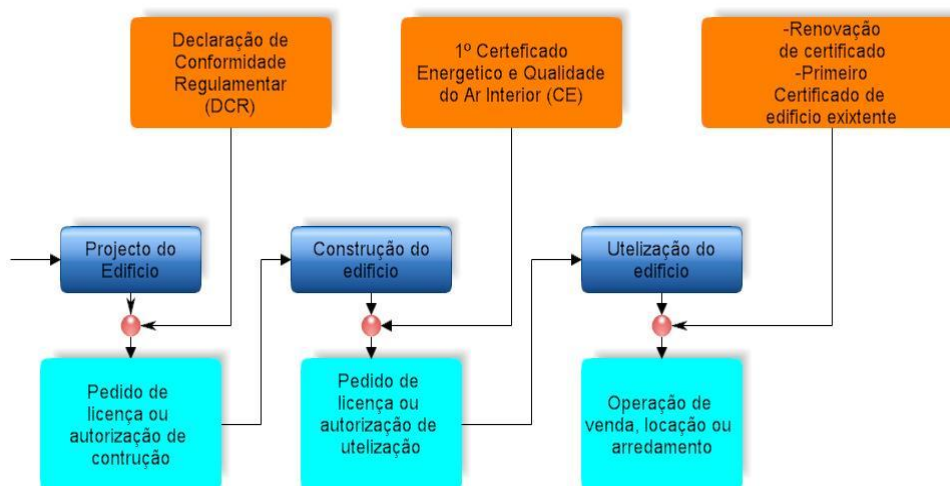 Declaração de
Conformidade
Regulamentar
(DCR)
1º Certeficado
Energetico e Qualidade
do Ar Interior (CE)
-Renovação
de certificado
-Primeiro
Certificado de
edificio exixtente
Projecto do
Edificio
Construção do
edificio
Utelização do
edificio
Pedido de
licença ou
autorização de
contrução
Pedido de
licença ou
autorização de
utelização
Operação de
venda, locação ou
arredamento